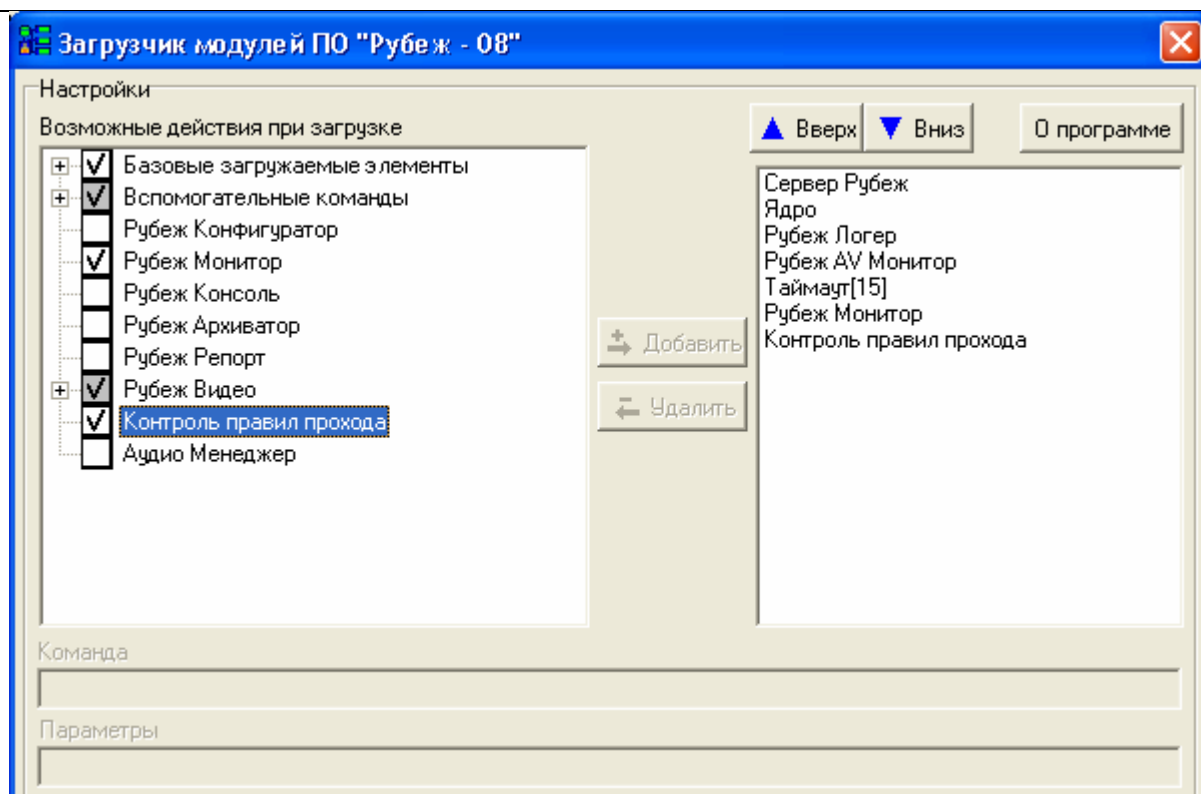 Загрузчик модулей ПО "Рубеж - 08"
Настройки
Возможные действия при загрузке
Вверх
Вниз
О программе
Базовые загружаемые элементы
Вспомогательные команды
Рубеж Конфигуратор
Рубеж Монитор
Рубеж Консоль
Рубеж Архиватор
Рубеж Репорт
Рубеж Видео
Контроль правил прохода
Аудио Менеджер
Добавить
Удалить
Сервер Рубеж
Ядро
Рубеж Логер
Рубеж AV Монитор
Таймаут[15]
Рубеж Монитор
Контроль правил прохода
Команда
Параметры